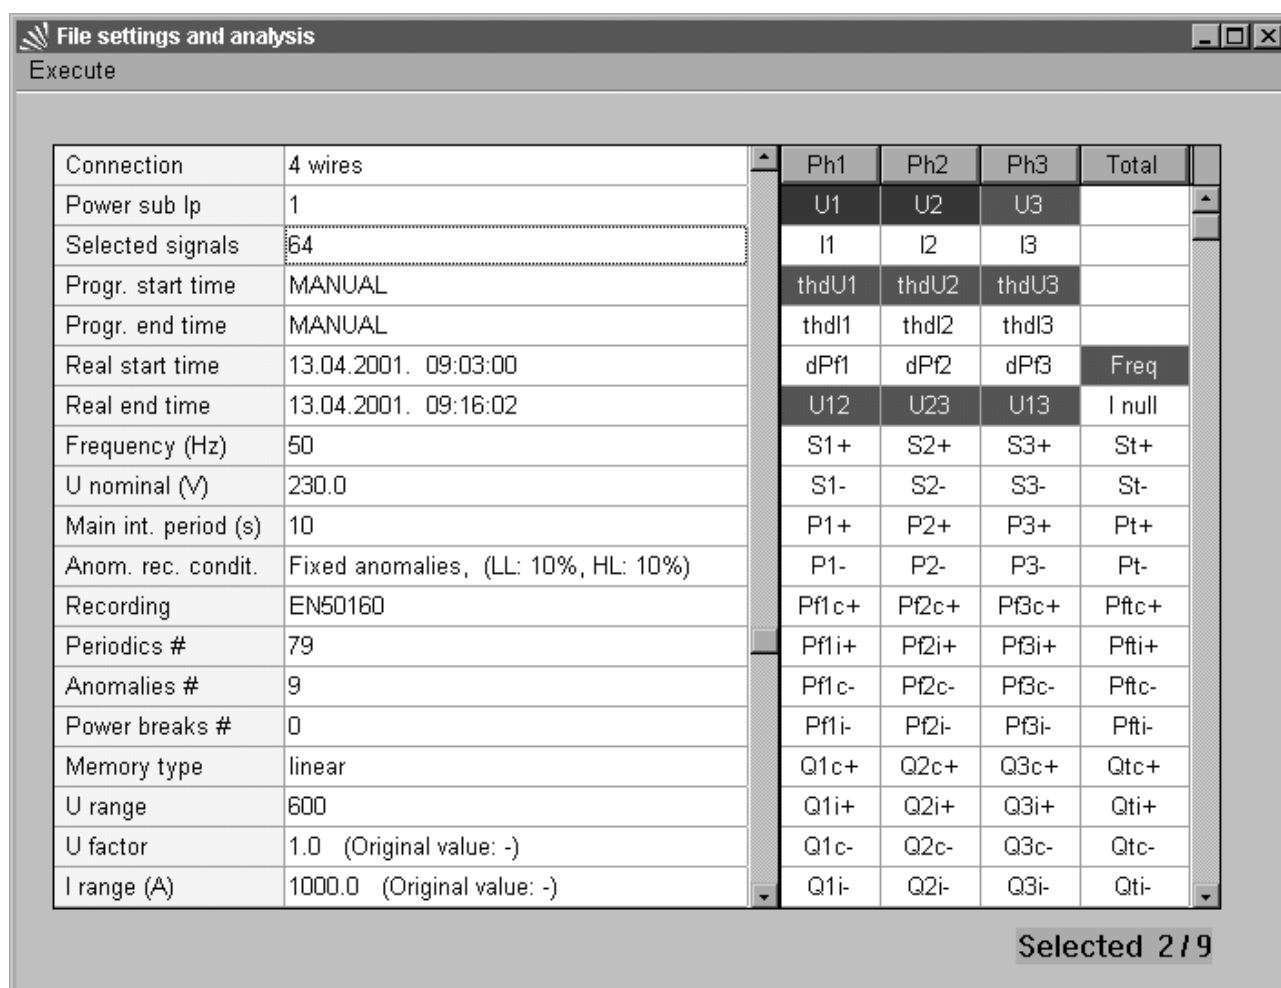 File settings and analysis
Execute
Connection 4 wires Ph1 Ph2 Ph3 Total
Power sub Ip 1 U1 U2 U3
Selected signals 64 I1 I2 I3
Progr. start time MANUAL thdU1 thdU2 thdU3
Progr. end time MANUAL thdI1 thdI2 thdI3
Real start time 13.04.2001. 09:03:00 dPf1 dPf2 dPf3 Freq
Real end time 13.04.2001. 09:16:02 U12 U23 U13 I null
Frequency (Hz) 50 S1+ S2+ S3+ St+
U nominal (V) 230.0 S1- S2- S3- St-
Main int. period (s) 10 P1+ P2+ P3+ Pt+
Anom. rec. condit. Fixed anomalies, (LL: 10%, HL: 10%) P1- P2- P3- Pt-
Recording EN50160 Pf1c+ Pf2c+ Pf3c+ Pftc+
Periodics # 79 Pf1i+ Pf2i+ Pf3i+ Pfti+
Anomalies # 9 Pf1c- Pf2c- Pf3c- Pftc-
Power breaks # 0 Pf1i- Pf2i- Pf3i- Pfti-
Memory type linear Q1c+ Q2c+ Q3c+ Qtc+
U range 600 Q1i+ Q2i+ Q3i+ Qti+
U factor 1.0 (Original value: -) Q1c- Q2c- Q3c- Qtc-
I range (A) 1000.0 (Original value: -) Q1i- Q2i- Q3i- Qti-
Selected 2 / 9